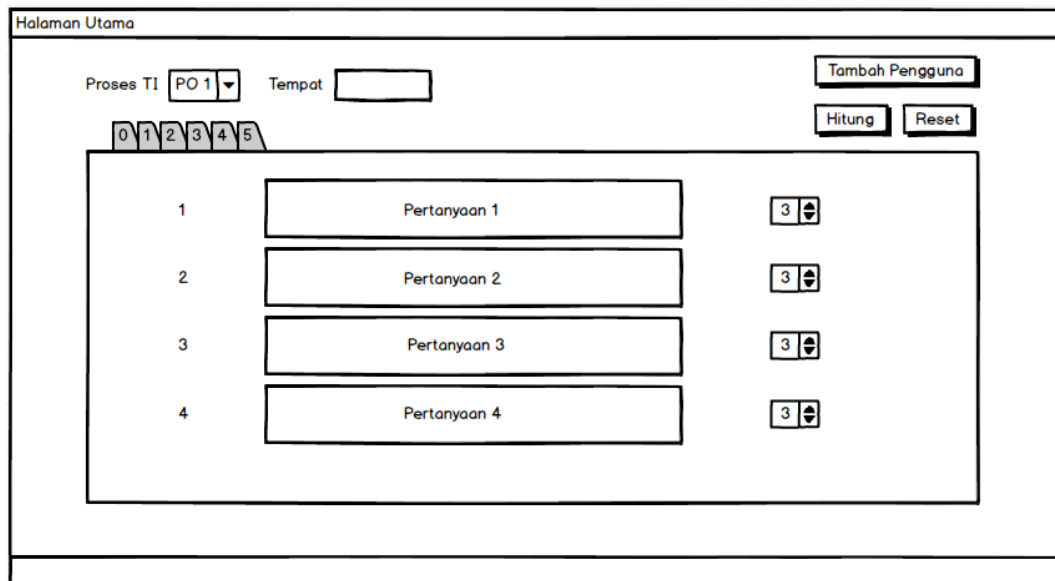 Halaman Utama
Proses TI PO 1 Tempat Tambah Pengguna
Hitung Reset
0 1 2 3 4 5
1 Pertanyaan 1 3
2 Pertanyaan 2 3
3 Pertanyaan 3 3
4 Pertanyaan 4 3